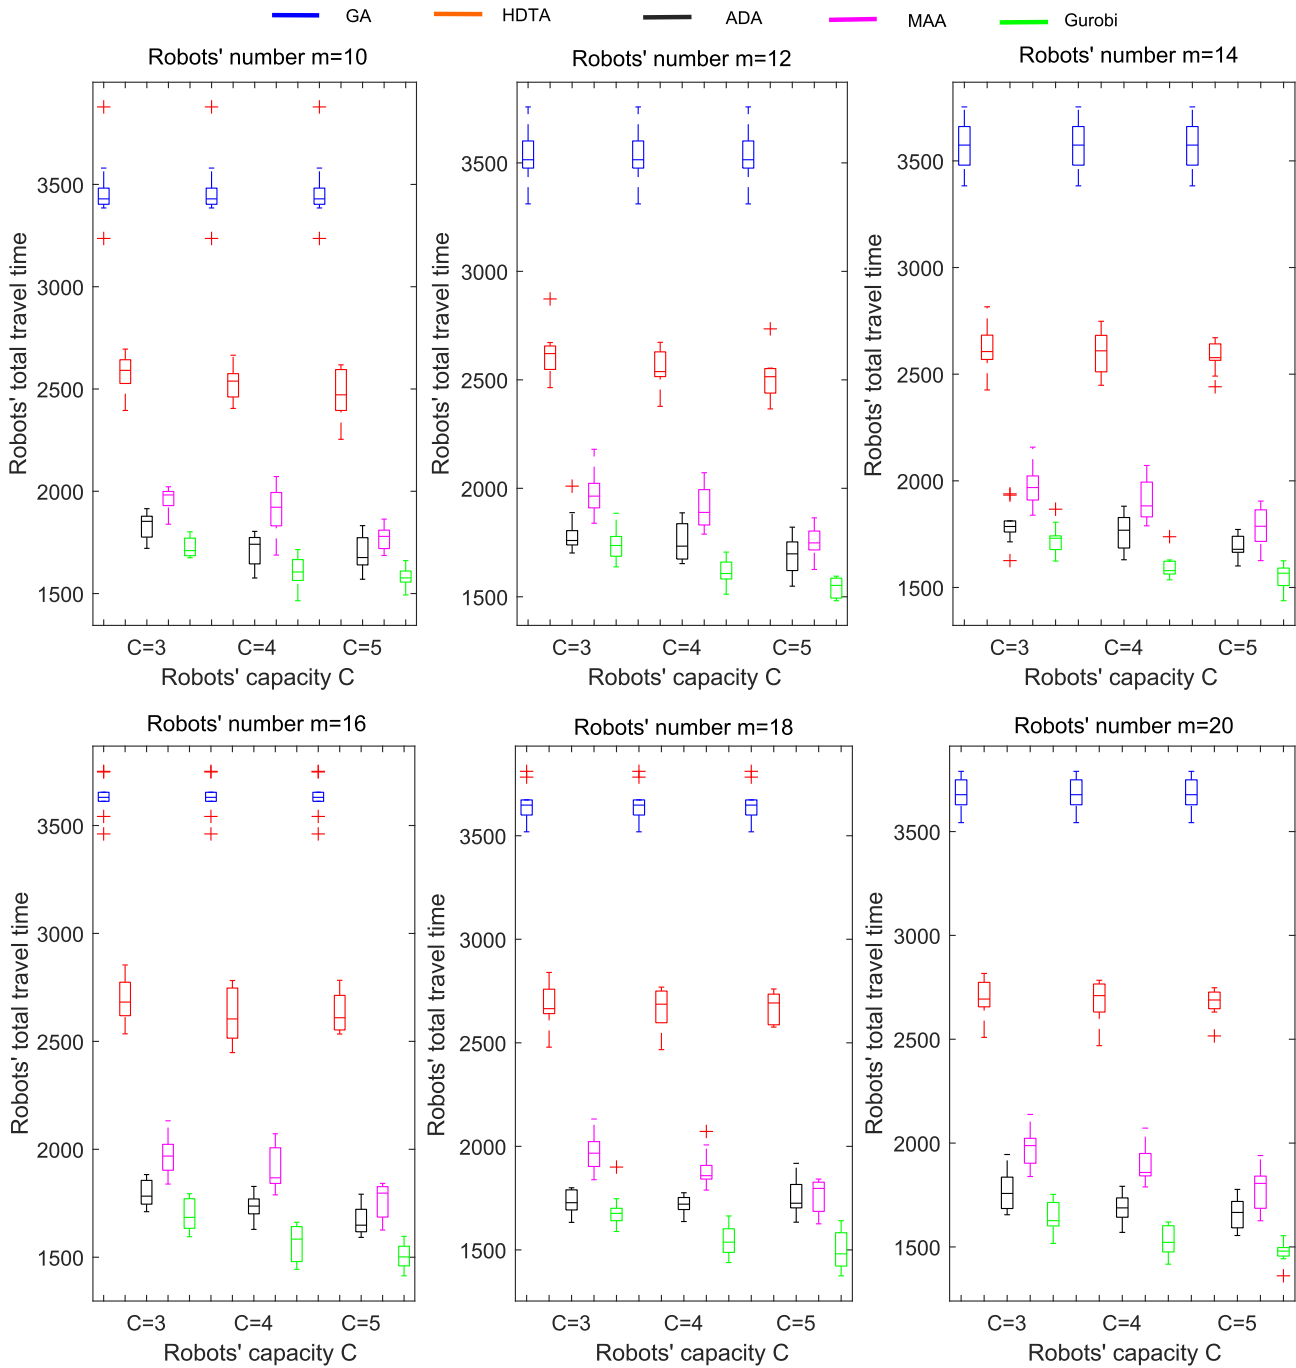 GA HDTA ADA MAA Gurobi
Robots' number m=10
Robots' total travel time
3500
3000
2500
2000
1500
C=3 C=4 C=5
Robots' capacity C
Robots' number m=12
Robots' total travel time
3500
3000
2500
2000
1500
C=3 C=4 C=5
Robots' capacity C
Robots' number m=14
Robots' total travel time
3500
3000
2500
2000
1500
C=3 C=4 C=5
Robots' capacity C
Robots' number m=16
Robots' total travel time
3500
3000
2500
2000
1500
C=3 C=4 C=5
Robots' capacity C
Robots' number m=18
Robots' total travel time
3500
3000
2500
2000
1500
C=3 C=4 C=5
Robots' capacity C
Robots' number m=20
Robots' total travel time
3500
3000
2500
2000
1500
C=3 C=4 C=5
Robots' capacity C